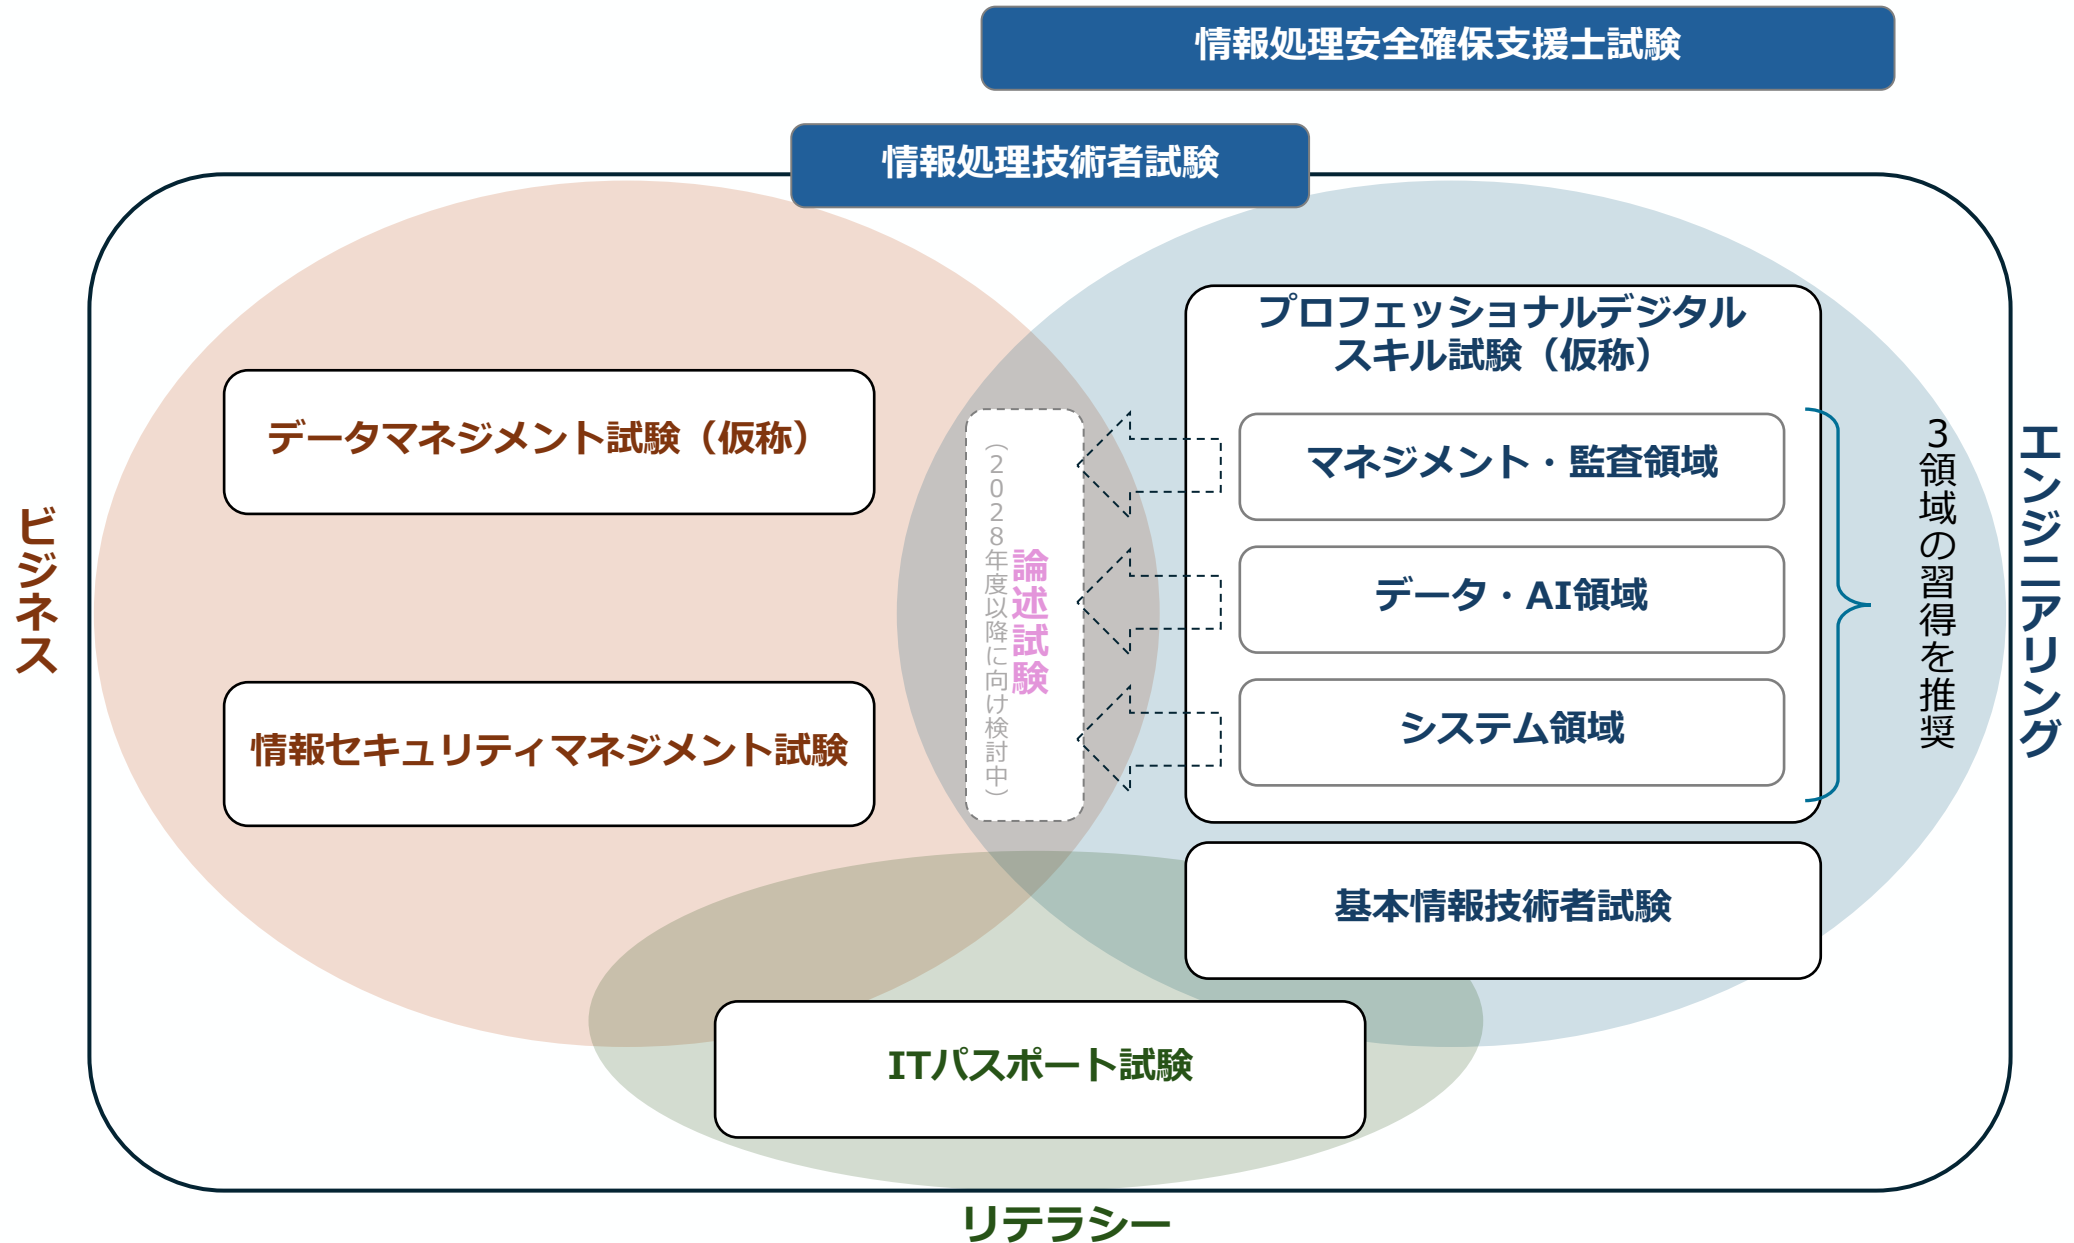 情報処理安全確保支援士試験
情報処理技術者試験
ビジネス
データマネジメント試験（仮称）
情報セキュリティマネジメント試験
論述試験
（2028年度以降に向け検討中）
プロフェッショナルデジタル
スキル試験（仮称）
マネジメント・監査領域
データ・AI領域
システム領域
3領域の習得を推奨
エンジニアリング
基本情報技術者試験
ITパスポート試験
リテラシー